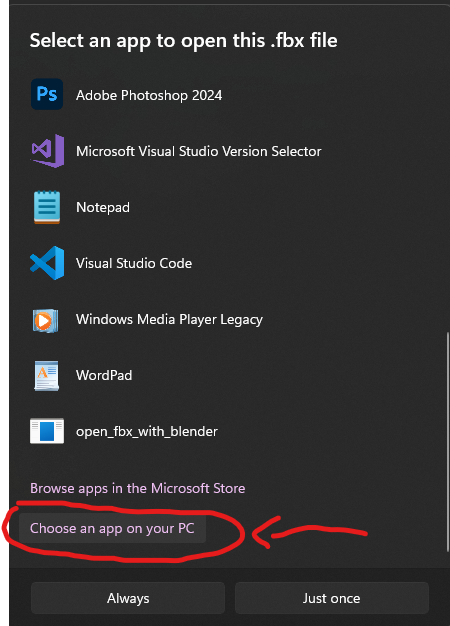 Select an app to open this .fbx file
Ps
Adobe Photoshop 2024
Microsoft Visual Studio Version Selector
Notepad
Visual Studio Code
Windows Media Player Legacy
WordPad
open_fbx_with_blender
Browse apps in the Microsoft Store
Choose an app on your PC
Always
Just once